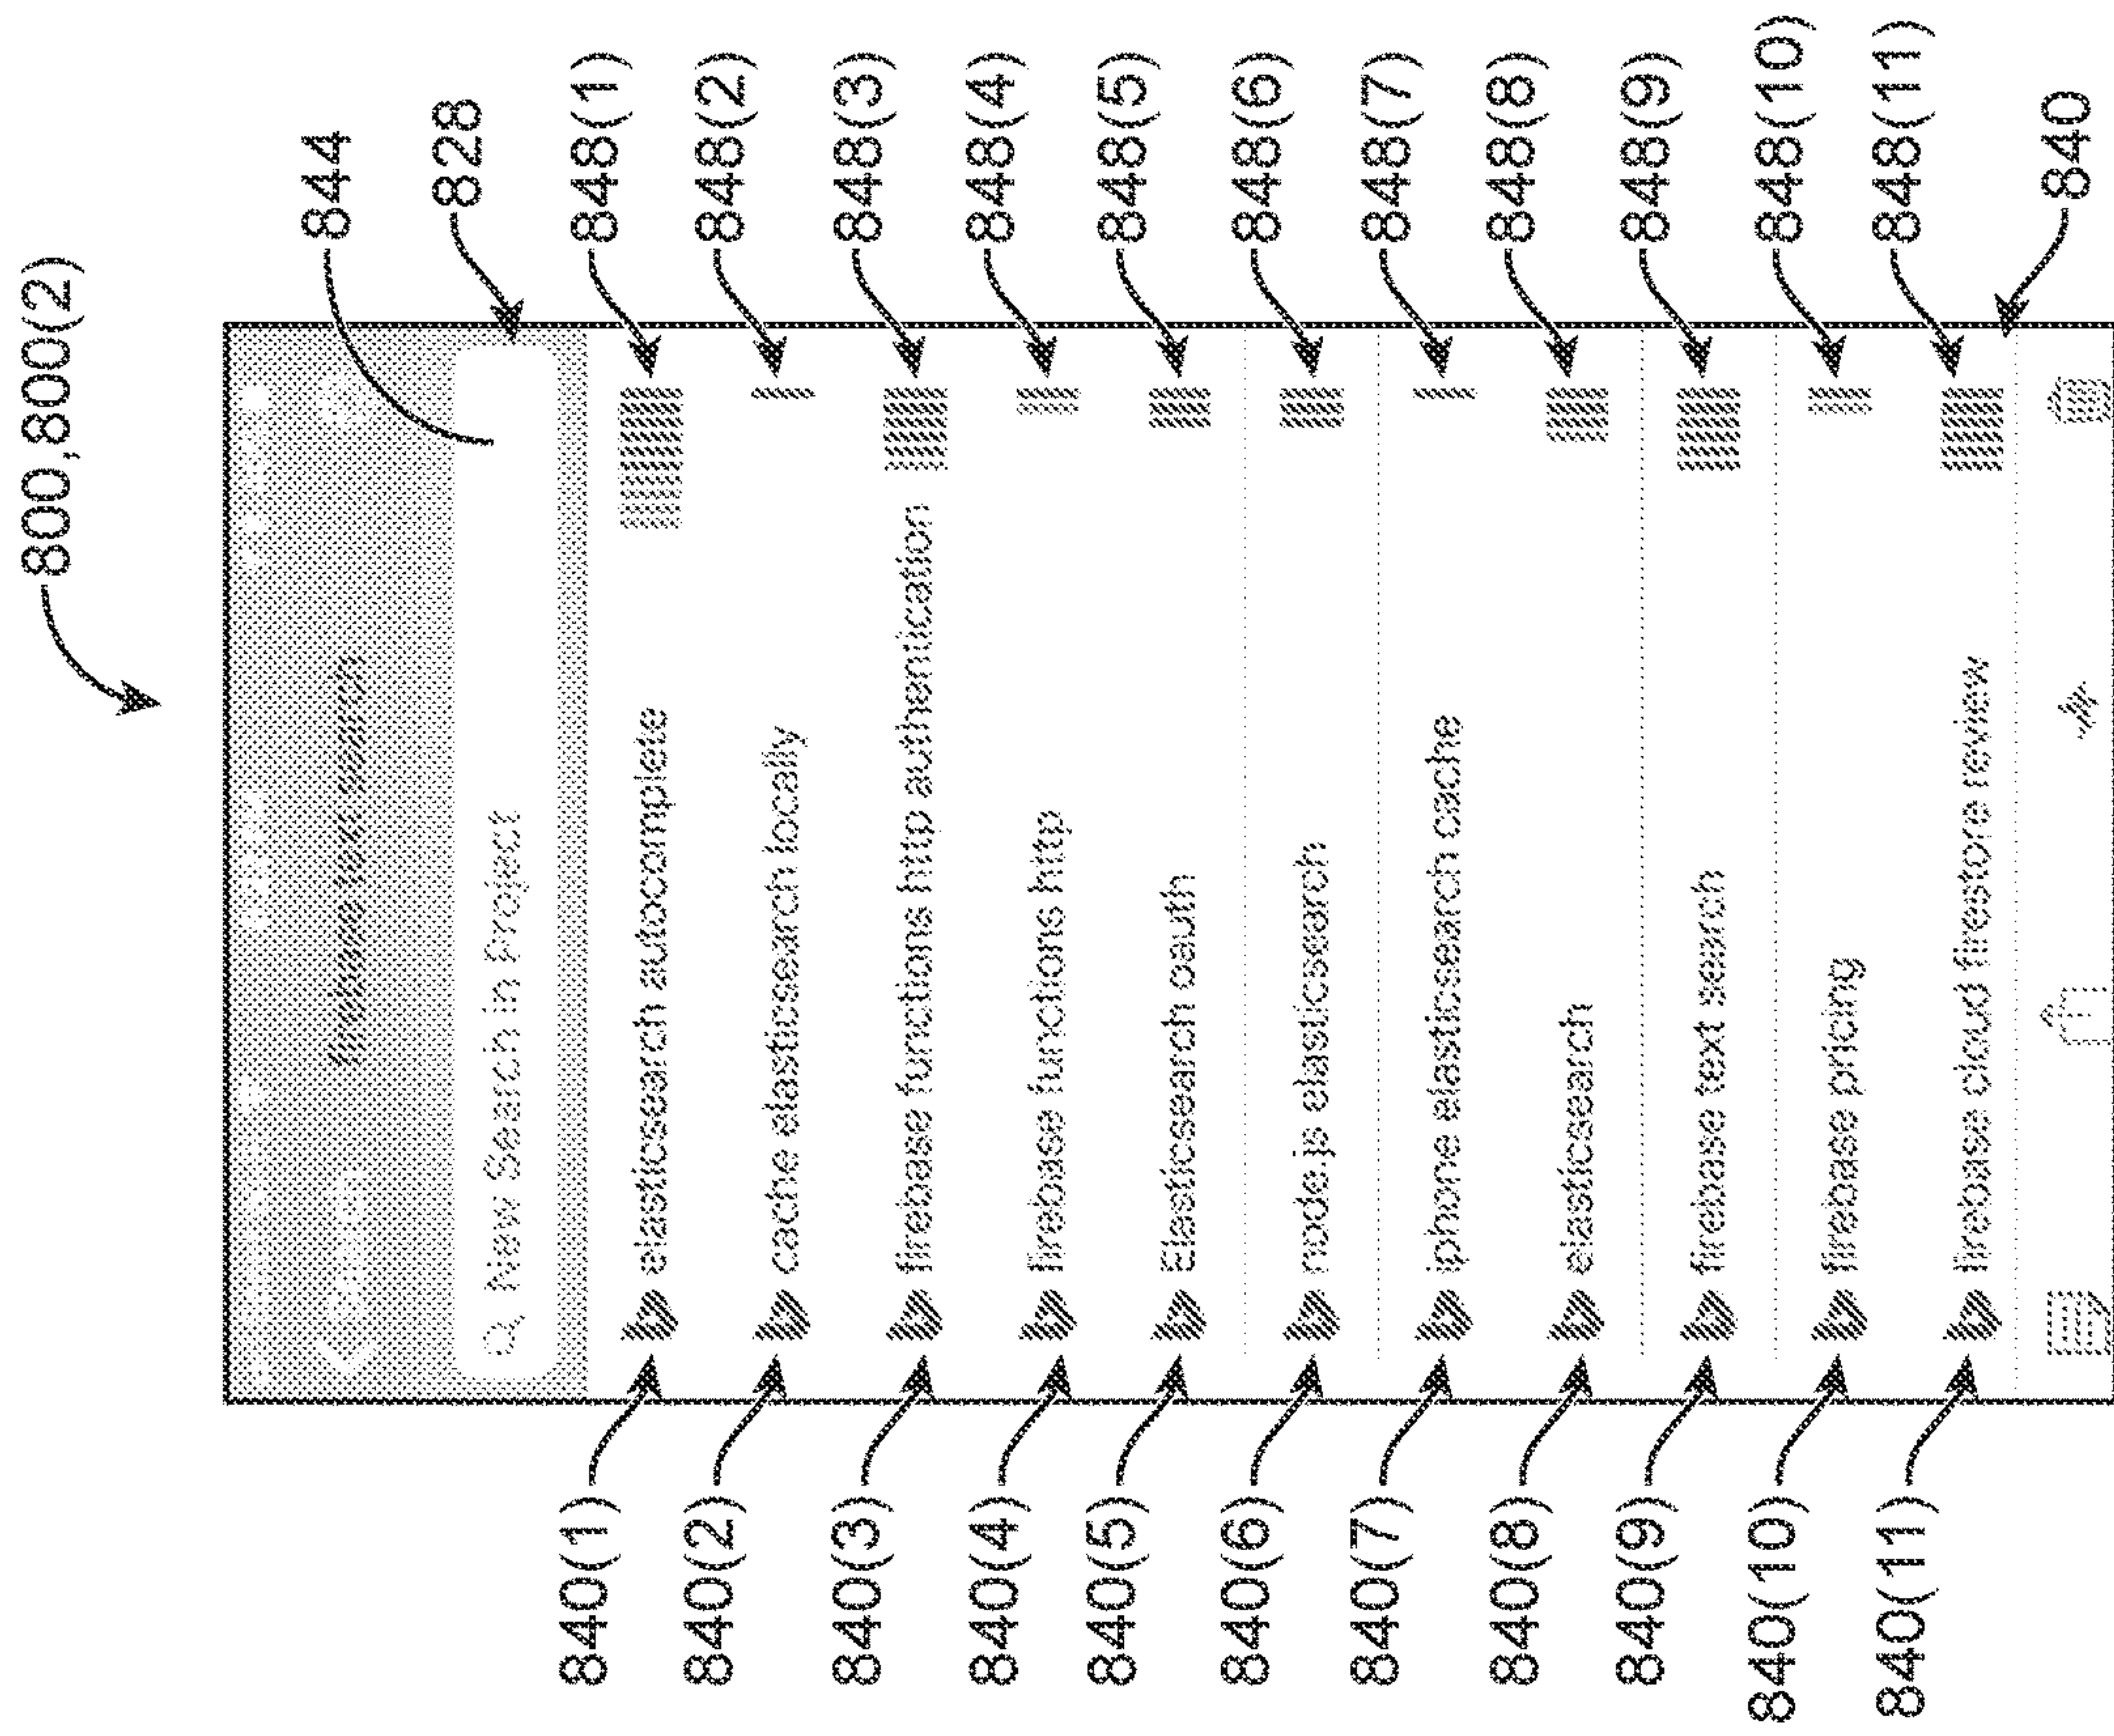 800,800(2)
844
828
New Search in Project
840(1) elasticsearch autocomplete 848(1)
840(2) cache elasticsearch locally 848(2)
840(3) firebase functions http authentication 848(3)
840(4) firebase functions http 848(4)
840(5) Elasticsearch oauth 848(5)
840(6) node.js elasticsearch 848(6)
840(7) iphone elasticsearch cache 848(7)
840(8) elasticsearch 848(8)
840(9) firebase text search 848(9)
840(10) firebase pricing 848(10)
840(11) firebase cloud firestore review 848(11)
840